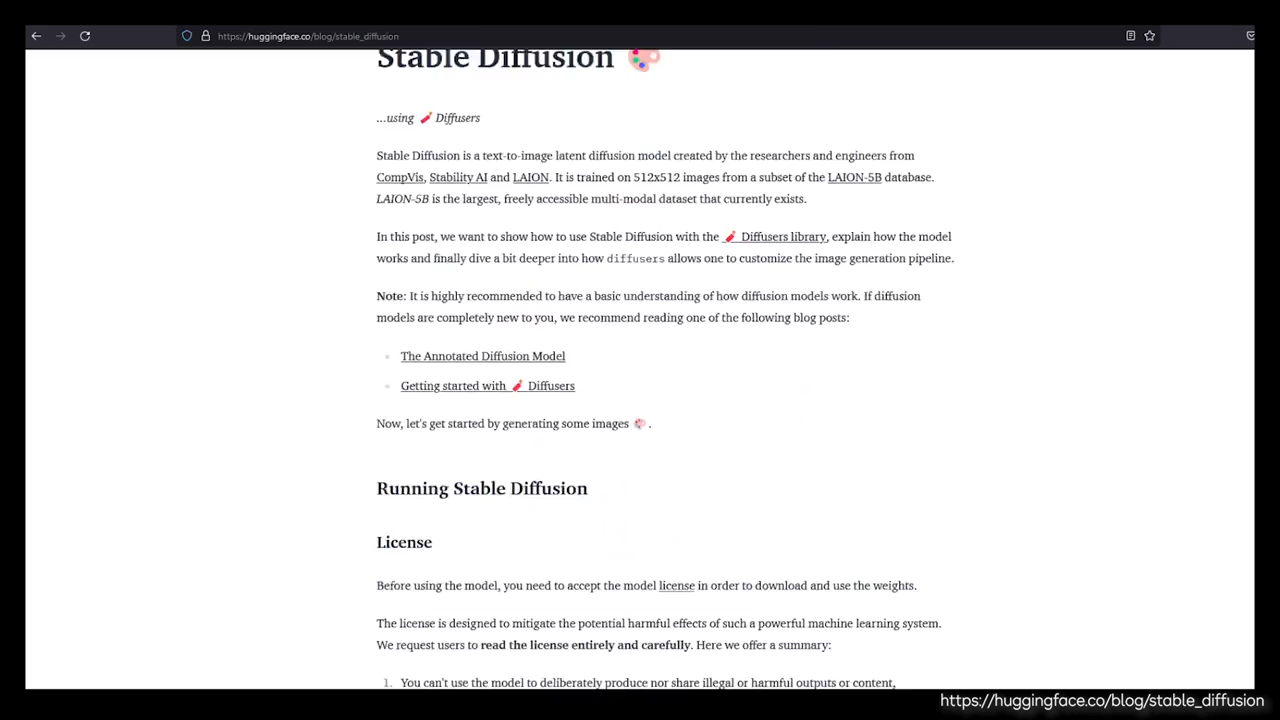 https://huggingface.co/blog/stable_diffusion
Stable Diffusion 🎨
...using 🧨 Diffusers
Stable Diffusion is a text-to-image latent diffusion model created by the researchers and engineers from
CompVis, Stability AI and LAION. It is trained on 512x512 images from a subset of the LAION-5B database.
LAION-5B is the largest, freely accessible multi-modal dataset that currently exists.
In this post, we want to show how to use Stable Diffusion with the 🧨 Diffusers library, explain how the model
works and finally dive a bit deeper into how diffusers allows one to customize the image generation pipeline.
Note: It is highly recommended to have a basic understanding of how diffusion models work. If diffusion
models are completely new to you, we recommend reading one of the following blog posts:
The Annotated Diffusion Model
Getting started with 🧨 Diffusers
Now, let's get started by generating some images 🎨 .
Running Stable Diffusion
License
Before using the model, you need to accept the model license in order to download and use the weights.
The license is designed to mitigate the potential harmful effects of such a powerful machine learning system.
We request users to read the license entirely and carefully. Here we offer a summary:
1. You can't use the model to deliberately produce nor share illegal or harmful outputs or content,
https://huggingface.co/blog/stable_diffusion